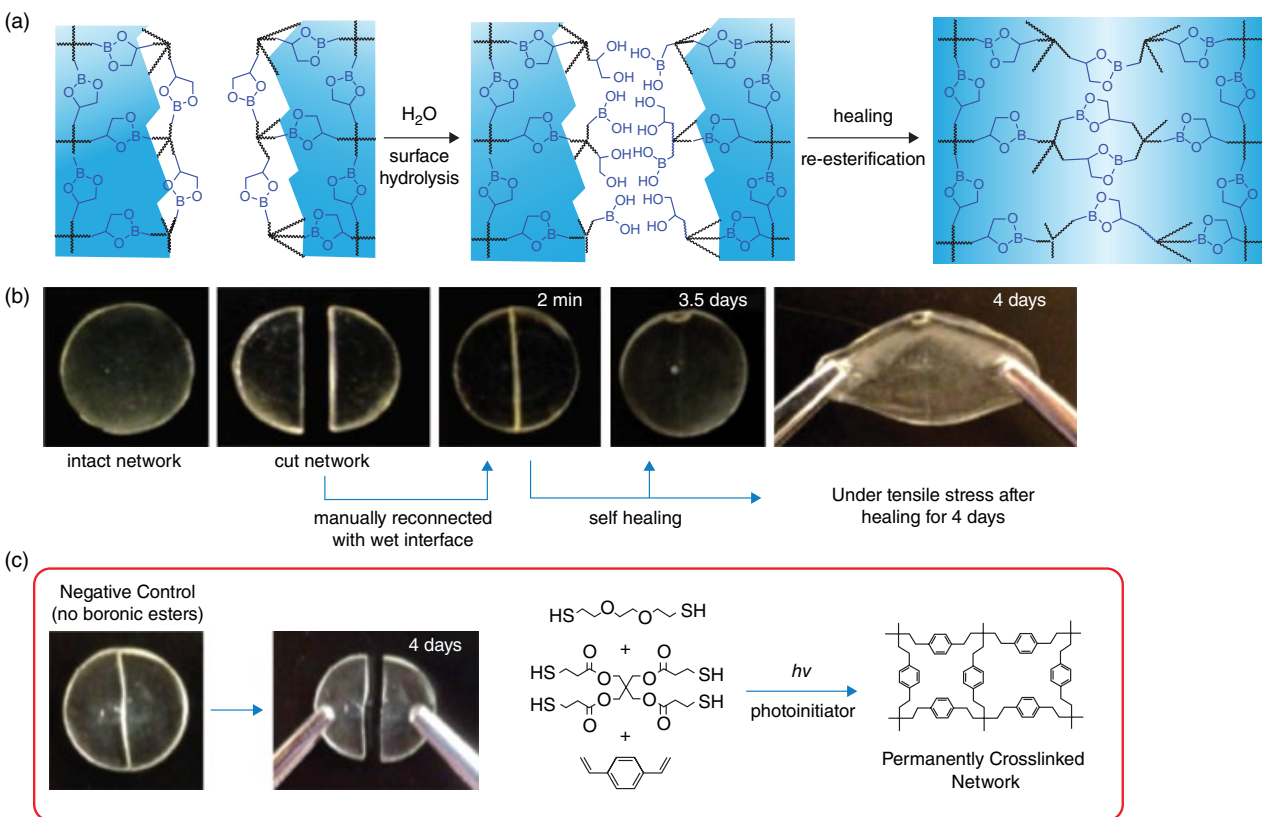 (a)
H₂O
surface
hydrolysis
healing
re-esterification
O
O
B
OH
HO
(b)
2 min
3.5 days
4 days
intact network
cut network
manually reconnected
with wet interface
self healing
Under tensile stress after
healing for 4 days
(c)
Negative Control
(no boronic esters)
4 days
HS
O
O
SH
+
HS
O
O
SH
O
O
HS
O
O
SH
O
O
+
hv
photoinitiator
Permanently Crosslinked
Network